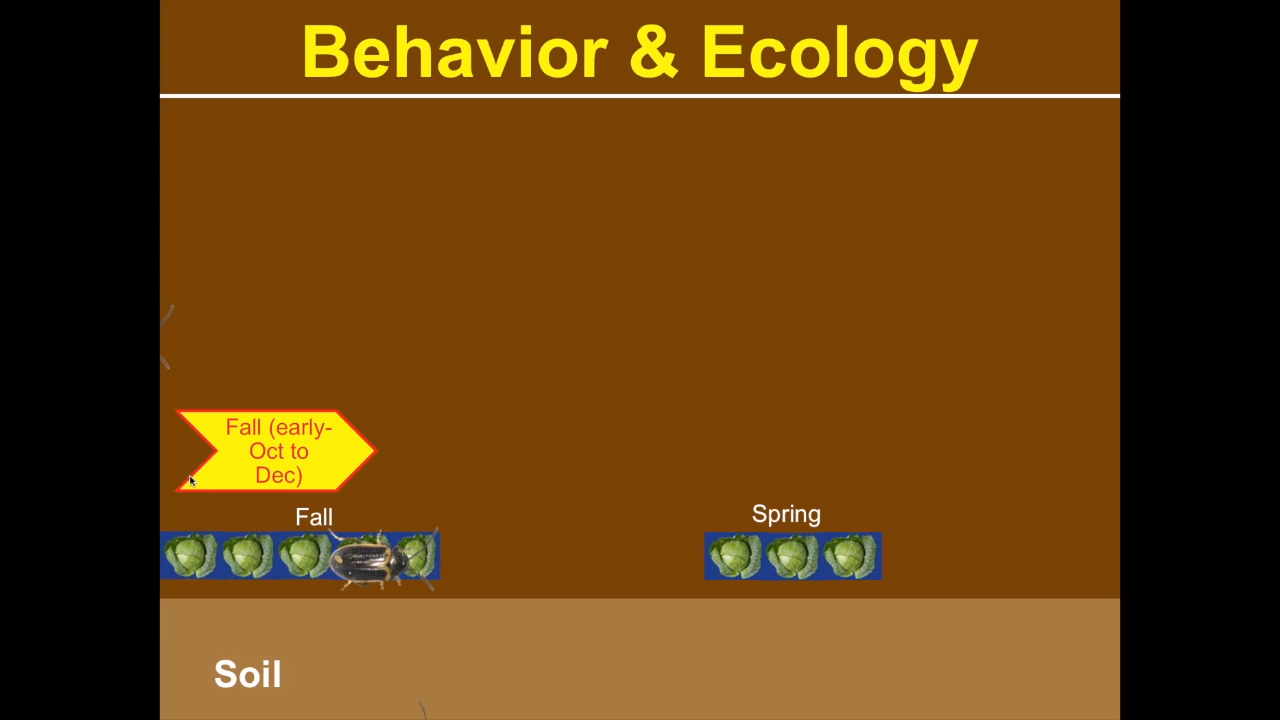 Behavior & Ecology
Fall (early-
Oct to
Dec)
Fall
Spring
Soil